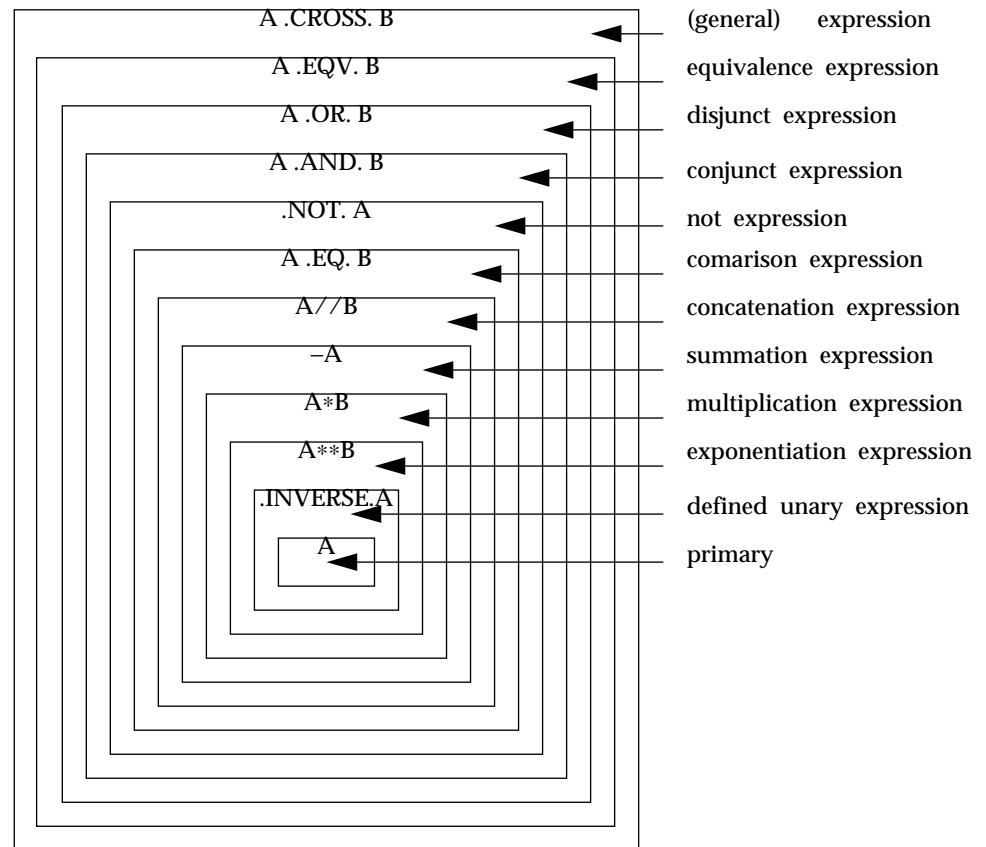 A .CROSS. B (general) expression
A .EQV. B equivalence expression
A .OR. B disjunct expression
A .AND. B conjunct expression
.NOT. A not expression
A .EQ. B comarison expression
A//B concatenation expression
−A summation expression
A*B multiplication expression
A**B exponentiation expression
.INVERSE.A defined unary expression
A primary